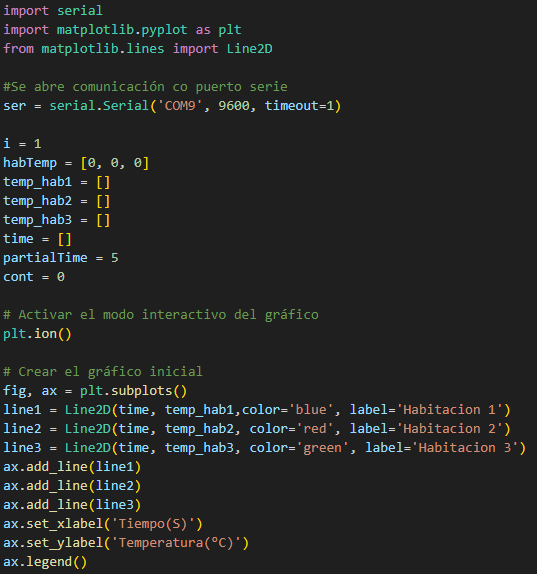 import serial
import matplotlib.pyplot as plt
from matplotlib.lines import Line2D
#Se abre comunicación co puerto serie
ser = serial.Serial('COM9', 9600, timeout=1)
i = 1
habTemp = [0, 0, 0]
temp_hab1 = []
temp_hab2 = []
temp_hab3 = []
time = []
partialTime = 5
cont = 0
# Activar el modo interactivo del gráfico
plt.ion()
# Crear el gráfico inicial
fig, ax = plt.subplots()
line1 = Line2D(time, temp_hab1,color='blue', label='Habitacion 1')
line2 = Line2D(time, temp_hab2, color='red', label='Habitacion 2')
line3 = Line2D(time, temp_hab3, color='green', label='Habitacion 3')
ax.add_line(line1)
ax.add_line(line2)
ax.add_line(line3)
ax.set_xlabel('Tiempo(S)')
ax.set_ylabel('Temperatura(°C)')
ax.legend()